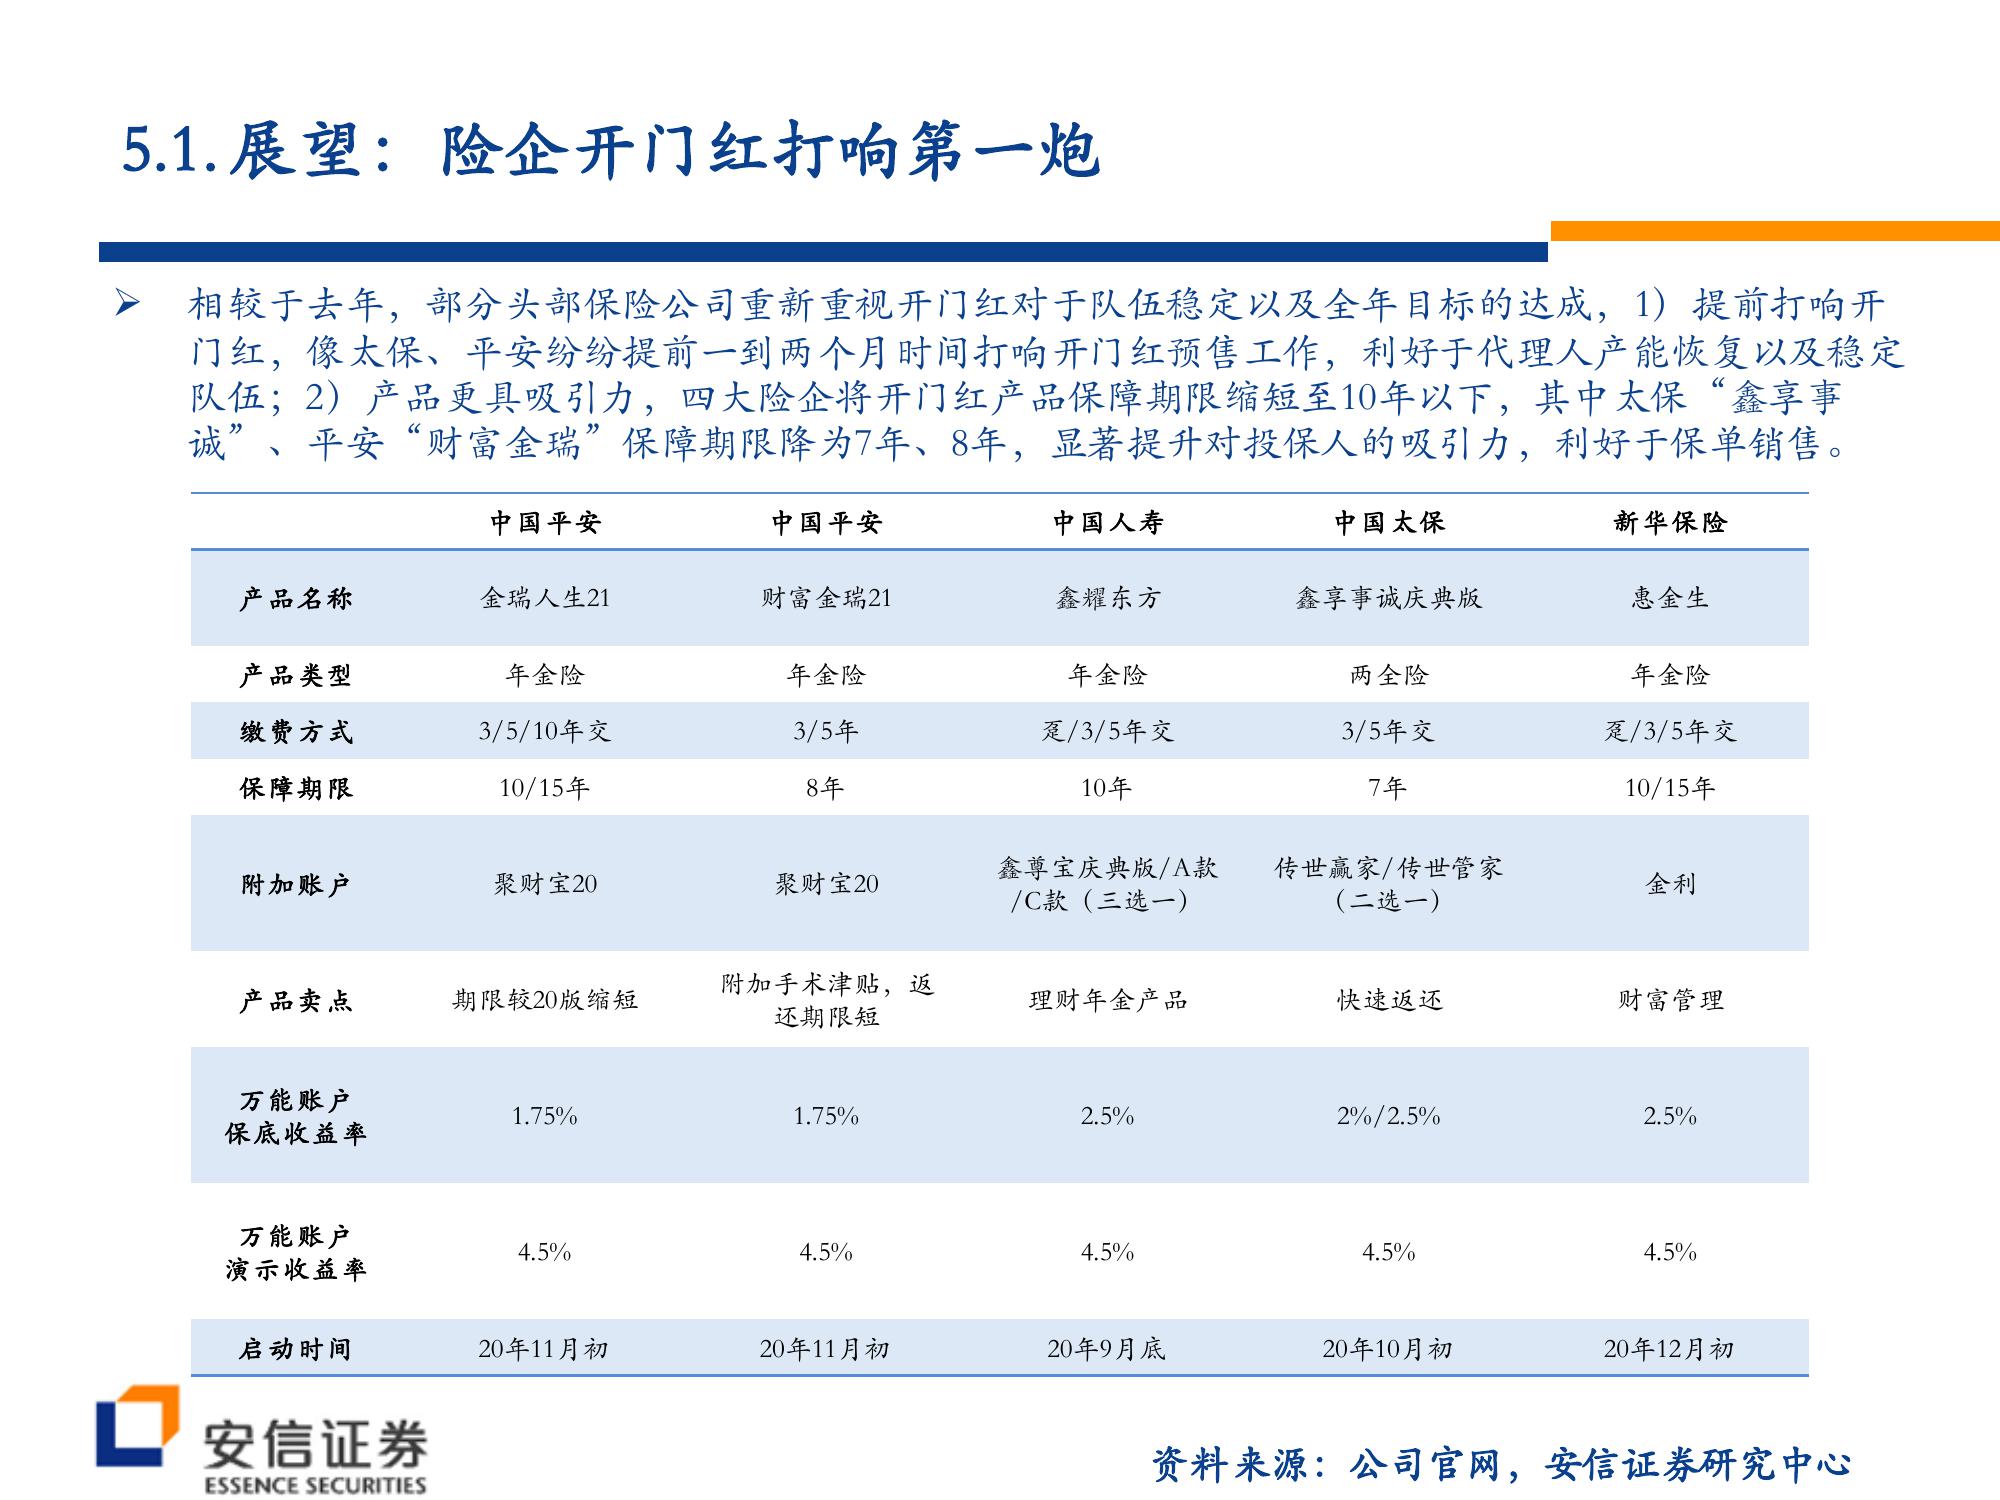 5.1.展望：险企开门红打响第一炮
相较于去年，部分头部保险公司重新重视开门红对于队伍稳定以及全年目标的达成，1）提前打响开
门红，像太保、平安纷纷提前一到两个月时间打响开门红预售工作，利好于代理人产能恢复以及稳定
队伍；2）产品更具吸引力，四大险企将开门红产品保障期限缩短至10年以下，其中太保“鑫享事
诚”、平安“财富金瑞”保障期限降为7年、8年，显著提升对投保人的吸引力，利好于保单销售。
中国平安 中国平安 中国人寿 中国太保 新华保险
产品名称 金瑞人生21 财富金瑞21 鑫耀东方 鑫享事诚庆典版 惠金生
产品类型 年金险 年金险 年金险 两全险 年金险
缴费方式 3/5/10年交 3/5年 趸/3/5年交 3/5年交 趸/3/5年交
保障期限 10/15年 8年 10年 7年 10/15年
附加账户 聚财宝20 聚财宝20 鑫尊宝庆典版/A款
/C款（三选一） 传世赢家/传世管家
（二选一） 金利
产品卖点 期限较20版缩短 附加手术津贴，返
还期限短 理财年金产品 快速返还 财富管理
万能账户
保底收益率 1.75% 1.75% 2.5% 2%/2.5% 2.5%
万能账户
演示收益率 4.5% 4.5% 4.5% 4.5% 4.5%
启动时间 20年11月初 20年11月初 20年9月底 20年10月初 20年12月初
安信证券
ESSENCE SECURITIES
资料来源：公司官网，安信证券研究中心